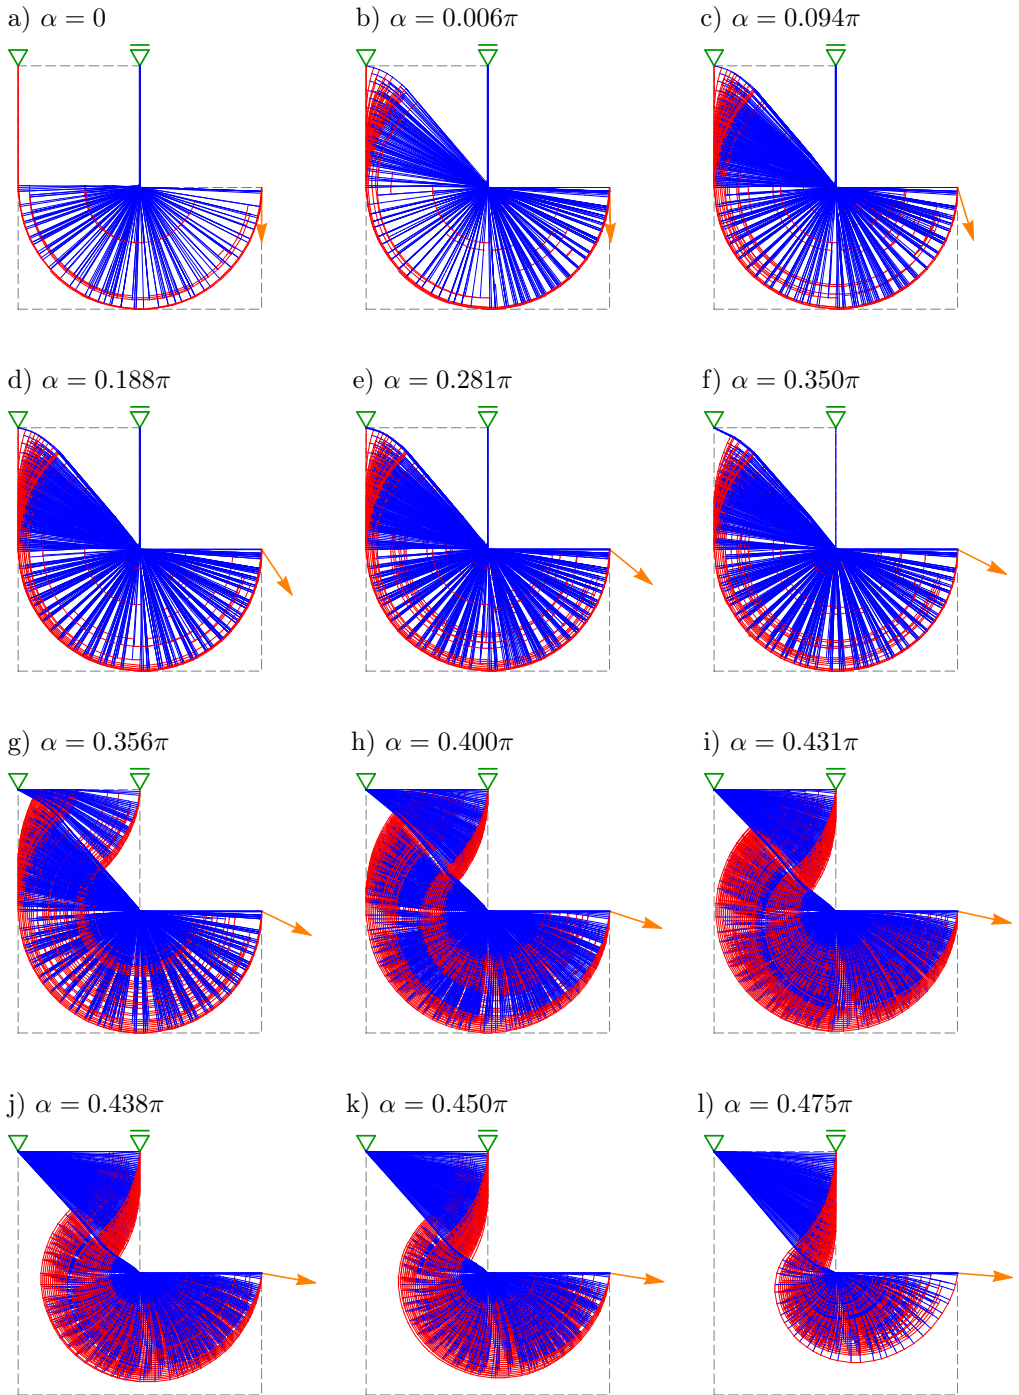 a) α = 0
b) α = 0.006π
c) α = 0.094π
d) α = 0.188π
e) α = 0.281π
f) α = 0.350π
g) α = 0.356π
h) α = 0.400π
i) α = 0.431π
j) α = 0.438π
k) α = 0.450π
l) α = 0.475π